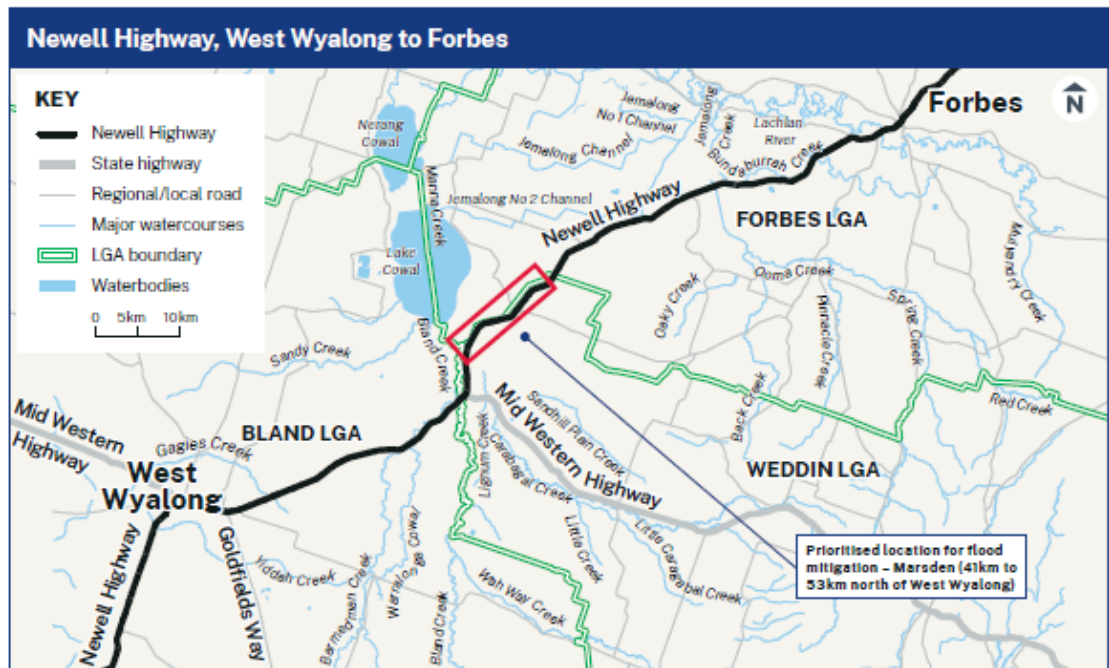 Newell Highway, West Wyalong to Forbes
KEY
Newell Highway
State highway
Regional/local road
Major watercourses
LGA boundary
Waterbodies
0 5km 10km
N
Forbes
Nerang
Cowal
Jemalong
No 1 Channel
Jemalong
Creek
Lachlan
River
Jemalong Channel
Bundaburrah Creek
Manna Creek
Jemalong No 2 Channel
Newell Highway
FORBES LGA
Lake
Cowal
Ooma Creek
Mulyandry Creek
Oaky Creek
Pinnacle Creek
Spring Creek
Bland Creek
Sandy Creek
Red Creek
Back Creek
Mid Western
Highway
Gagies Creek
BLAND LGA
Lignum Creek
Sandhill Plain Creek
Mid Western Highway
Carabagal Creek
WEDDIN LGA
West
Wyalong
Little Creek
Little Caragabal Creek
Prioritised location for flood
mitigation – Marsden (41km to
53km north of West Wyalong)
Newell Highway
Goldfields Way
Yiddah Creek
Barmedman Creek
Bland Creek
Wah Way Creek